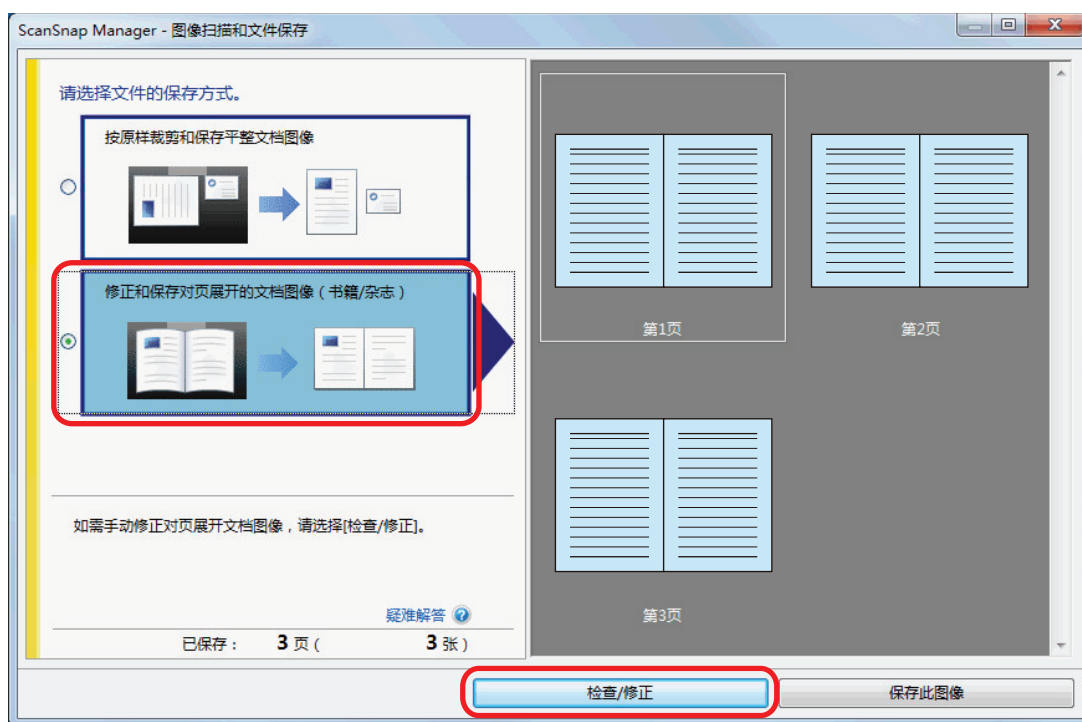 ScanSnap Manager - 图像扫描和文件保存
请选择文件的保存方式。
按原样裁剪和保存平整文档图像
修正和保存对页展开的文档图像（书籍/杂志）
如需手动修正对页展开文档图像，请选择[检查/修正]。
疑难解答 ?
已保存： 3 页 ( 3 张 )
第1页
第2页
第3页
检查/修正
保存此图像